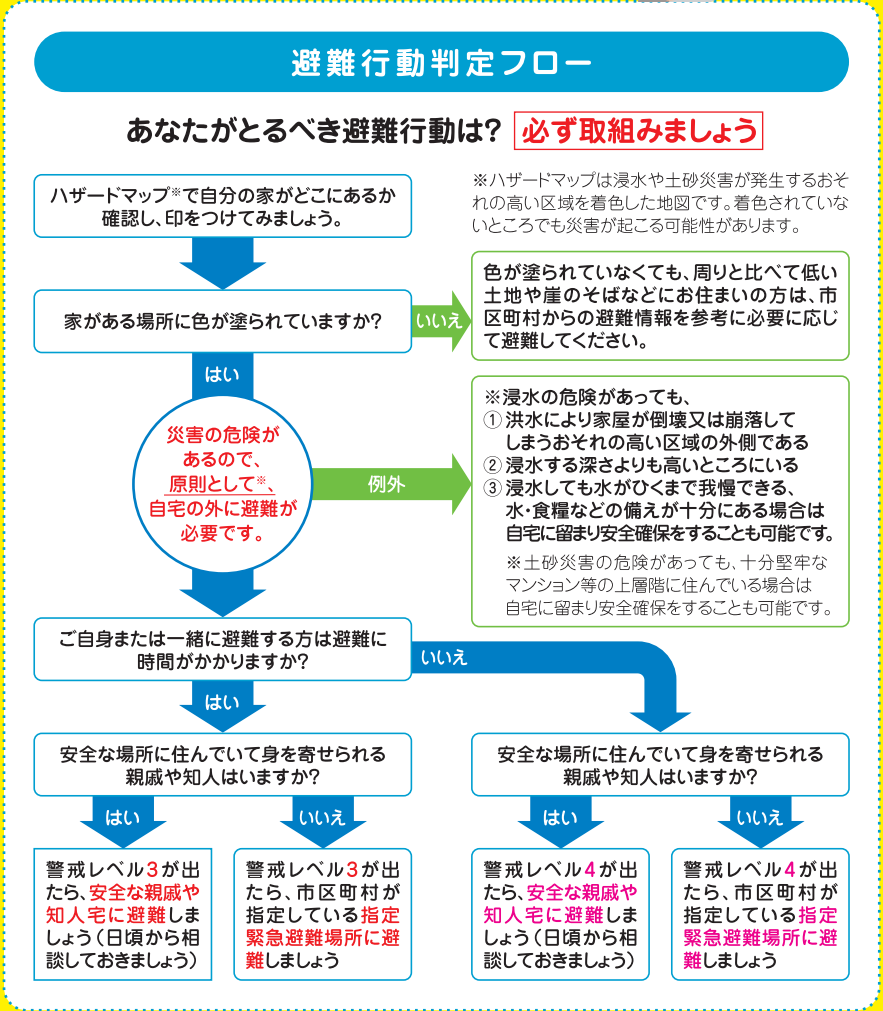 避難行動判定フロー
あなたがとるべき避難行動は? 必ず取組みましょう
ハザードマップ※で自分の家がどこにあるか
確認し、印をつけてみましょう。
※ハザードマップは浸水や土砂災害が発生するおそ
れの高い区域を着色した地図です。着色されていな
いところでも災害が起こる可能性があります。
家がある場所に色が塗られていますか?
いいえ
色が塗られていなくても、周りと比べて低い
土地や崖のそばなどにお住まいの方は、市
区町村からの避難情報を参考に必要に応じ
て避難してください。
はい
災害の危険が
あるので、
原則として※、
自宅の外に避難が
必要です。
例外
※浸水の危険があっても、
① 洪水により家屋が倒壊又は崩落して
しまうおそれの高い区域の外側である
② 浸水する深さよりも高いところにいる
③ 浸水しても水がひくまで我慢できる、
水・食糧などの備えが十分にある場合は
自宅に留まり安全確保をすることも可能です。
※土砂災害の危険があっても、十分堅牢な
マンション等の上層階に住んでいる場合は
自宅に留まり安全確保をすることも可能です。
ご自身または一緒に避難する方は避難に
時間がかかりますか?
いいえ
はい
安全な場所に住んでいて身を寄せられる
親戚や知人はいますか?
安全な場所に住んでいて身を寄せられる
親戚や知人はいますか?
はい
いいえ
はい
いいえ
警戒レベル3が出
たら、安全な親戚や
知人宅に避難しま
しょう(日頃から相
談しておきましょう)
警戒レベル3が出
たら、市区町村が
指定している指定
緊急避難場所に避
難しましょう
警戒レベル4が出
たら、安全な親戚や
知人宅に避難しま
しょう(日頃から相
談しておきましょう)
警戒レベル4が出
たら、市区町村が
指定している指定
緊急避難場所に避
難しましょう